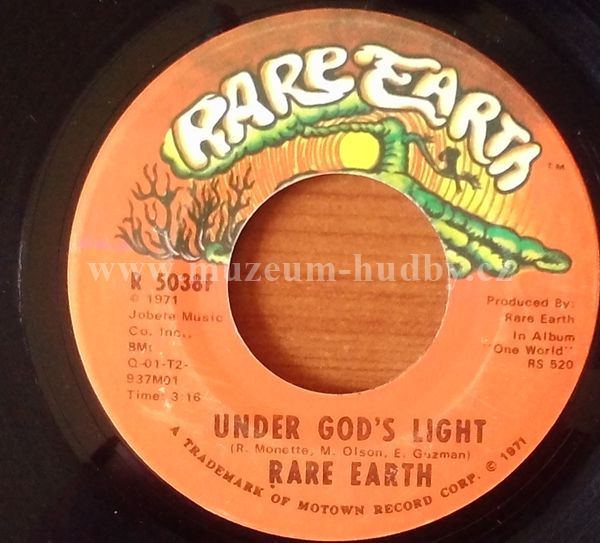 RARE EARTH
T.M.
www.muzeum-hudby.cz
R 5038F
© 1971
Jobete Music
Co. Inc.,
BMI
Q-01-T2-
937M01
Time: 3:16
Produced By:
Rare Earth
In Album
"One World"
RS 520
UNDER GOD'S LIGHT
(R. Monette, M. Olson, E. Guzman)
RARE EARTH
A TRADEMARK OF MOTOWN RECORD CORP. © 1971